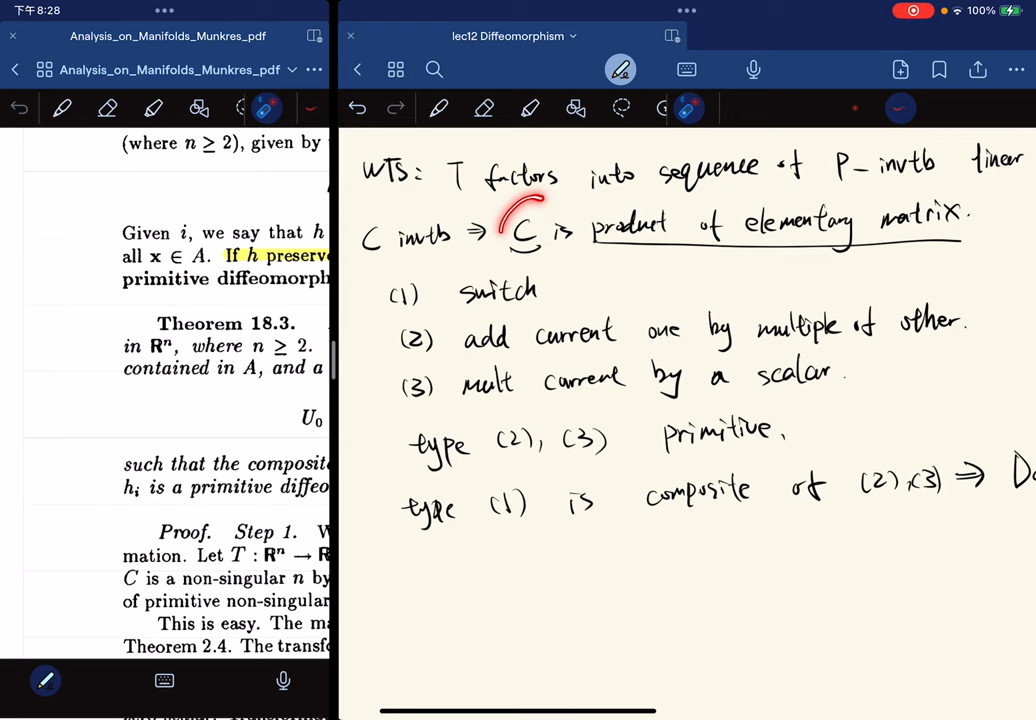 下午8:28
100%
Analysis_on_Manifolds_Munkres_pdf
lec12 Diffeomorphism
Analysis_on_Manifolds_Munkres_pdf
(where n ≥ 2), given by
Given i, we say that h
all x ∈ A. If h preserv
primitive diffeomorph
Theorem 18.3.
in Rⁿ, where n ≥ 2.
contained in A, and a
U₀
such that the composit
hᵢ is a primitive diffeo
Proof. Step 1. W
mation. Let T : Rⁿ → R
C is a non-singular n by
of primitive non-singular
This is easy. The ma
Theorem 2.4. The transf
WTS: T factors into sequence of P-invtb linear
C invtb ⇒ C is product of elementary matrix.
(1) switch
(2) add current one by multiple of other.
(3) mult current by a scalar.
type (2), (3) primitive,
type (1) is composite of (2), (3) ⇒